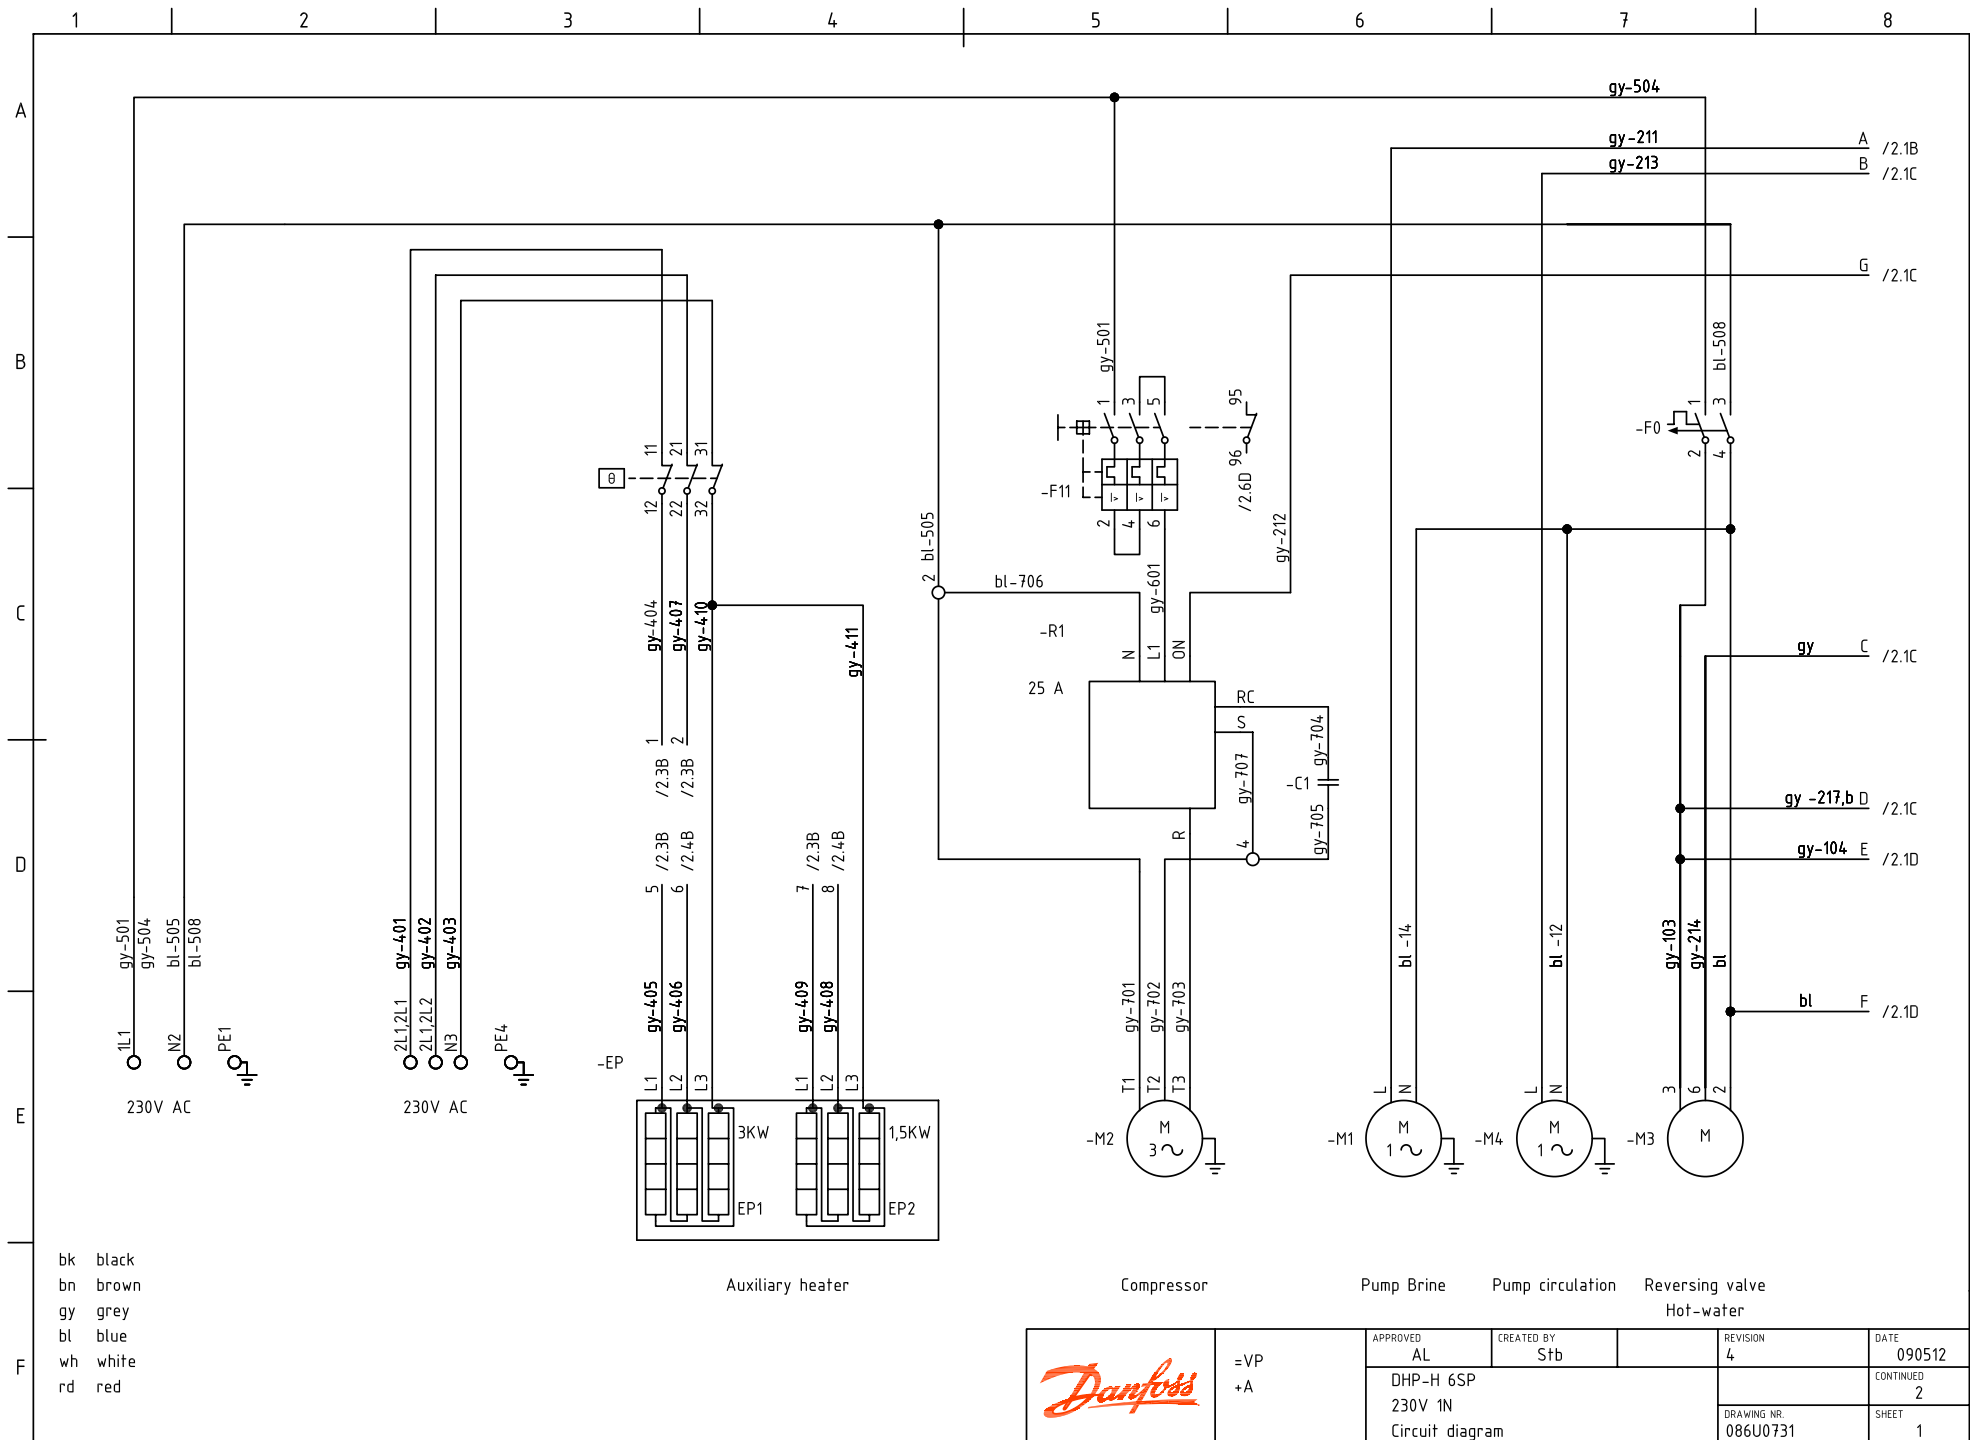 1 2 3 4 5 6 7 8
A
B
C
D
E
F
gy-504
gy-211 A /2.1B
gy-213 B /2.1C
G /2.1C
gy-501
bl-508
1 3 5
95
96
/2.6D
-F11
I> I> I>
2 4 6
-F0
1 3
2 4
11 21 31
θ
12 22 32
bl-505
2
bl-706
gy-601
gy-212
gy-404
gy-407
gy-410
gy-411
-R1
25 A
N L1 ON
RC
S
R
gy-707
gy-704
-C1
gy-705
4
gy C /2.1C
gy -217,b D /2.1C
gy-104 E /2.1D
bl F /2.1D
1 2
/2.3B /2.3B
/2.3B /2.4B
5 6
/2.3B /2.4B
7 8
gy-501
gy-504
bl-505
bl-508
gy-401
gy-402
gy-403
gy-405
gy-406
gy-409
gy-408
gy-701
gy-702
gy-703
bl -14
bl -12
gy-103
gy-214
bl
1L1 N2 PE1
230V AC
2L1,2L1 2L1,2L2 N3 PE4
230V AC
-EP
L1 L2 L3
3KW
EP1
L1 L2 L3
1,5KW
EP2
T1 T2 T3
-M2
M
3
L N
-M1
M
1
L N
-M4
M
1
3 6 2
-M3
M
Auxiliary heater
Compressor
Pump Brine
Pump circulation
Reversing valve
Hot-water
bk black
bn brown
gy grey
bl blue
wh white
rd red
Danfoss
=VP
+A
APPROVED
AL
CREATED BY
Stb
REVISION
4
DATE
090512
DHP-H 6SP
230V 1N
Circuit diagram
CONTINUED
2
DRAWING NR.
086U0731
SHEET
1